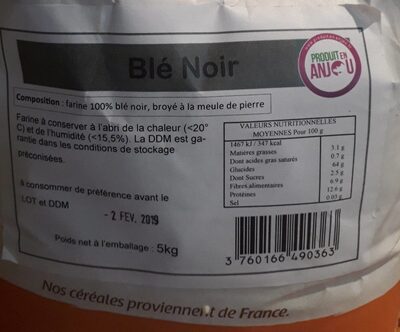 Blé Noir
PRODUIT EN
ANJOU
Composition : farine 100% blé noir, broyé à la meule de pierre
Farine à conserver à l'abri de la chaleur (<20°
C) et de l'humidité (<15,5%). La DDM est ga-
rantie dans les conditions de stockage
préconisées.
à consommer de préférence avant le
LOT et DDM
- 2 FEV. 2019
Poids net à l'emballage : 5kg
VALEURS NUTRITIONNELLES
MOYENNES Pour 100 g
1467 kJ / 347 kcal
Matières grasses 3.1 g
Dont acides gras saturés 0.7 g
Glucides 64 g
Dont Sucres 2.5 g
Fibres alimentaires 6.9 g
Protéines 12.6 g
Sel 0.03 g
3 760166 490363
Nos céréales proviennent de France.